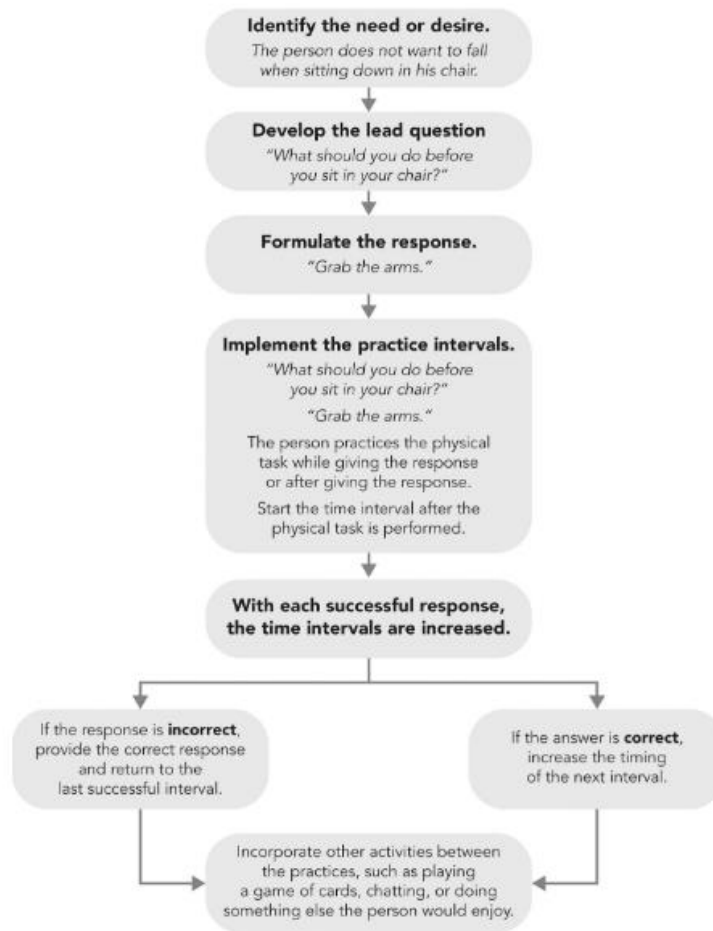 Identify the need or desire.
The person does not want to fall
when sitting down in his chair.
Develop the lead question
"What should you do before
you sit in your chair?"
Formulate the response.
"Grab the arms."
Implement the practice intervals.
"What should you do before
you sit in your chair?"
"Grab the arms."
The person practices the physical
task while giving the response
or after giving the response.
Start the time interval after the
physical task is performed.
With each successful response,
the time intervals are increased.
If the response is incorrect,
provide the correct response
and return to the
last successful interval.
If the answer is correct,
increase the timing
of the next interval.
Incorporate other activities between
the practices, such as playing
a game of cards, chatting, or doing
something else the person would enjoy.